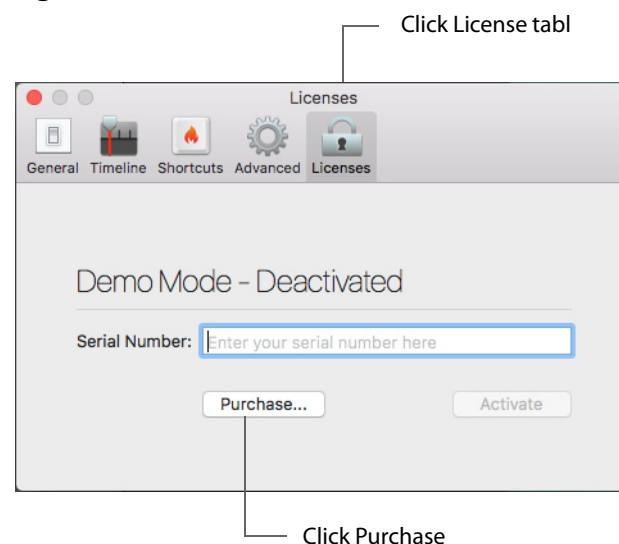 Click License tabl
Licenses
General Timeline Shortcuts Advanced Licenses
Demo Mode – Deactivated
Serial Number: Enter your serial number here
Purchase... Activate
Click Purchase